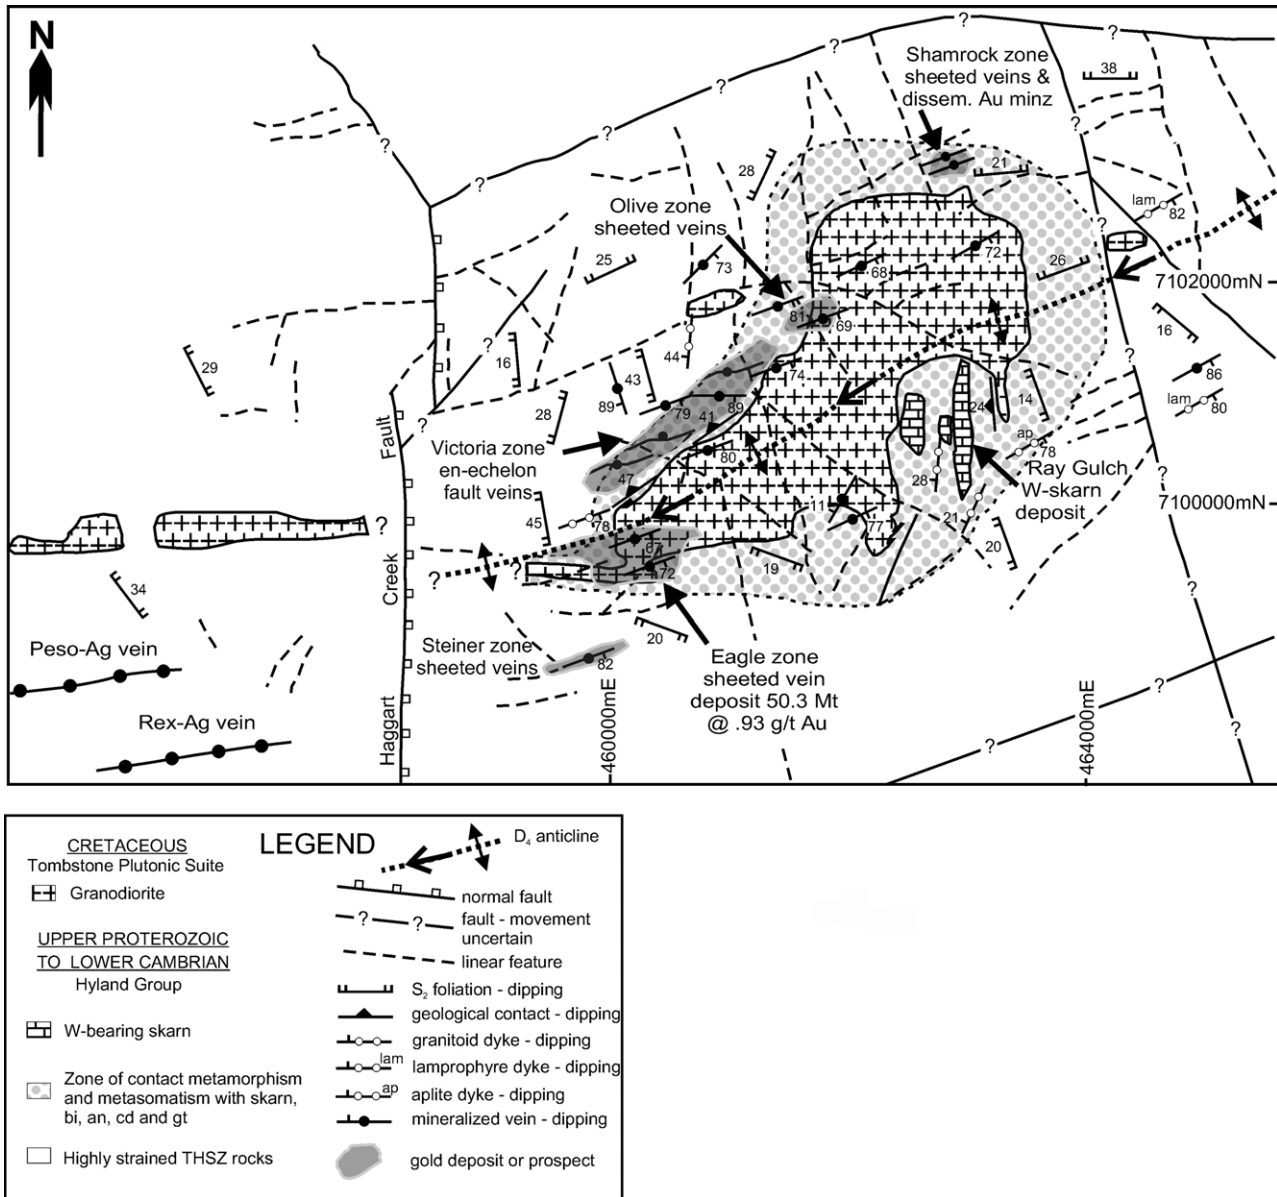 N
Shamrock zone
sheeted veins &
dissem. Au minz
38
?
?
?
?
?
?
28
21
lam
82
Olive zone
sheeted veins
73
25
68
72
26
7102000mN
81
69
16
29
16
?
44
43
74
86
lam
80
28
89
79
41
89
24
14
ap
78
Fault
?
Victoria zone
en-echelon
fault veins
80
47
Ray Gulch
W-skarn
deposit
28
11
7100000mN
45
78
77
21
20
?
67
?
?
72
19
34
Creek
Peso-Ag vein
20
Steiner zone
sheeted veins
82
Eagle zone
sheeted vein
deposit 50.3 Mt
@ .93 g/t Au
?
?
?
Rex-Ag vein
Haggart
460000mE
464000mE
LEGEND
CRETACEOUS
Tombstone Plutonic Suite
Granodiorite
UPPER PROTEROZOIC
TO LOWER CAMBRIAN
Hyland Group
W-bearing skarn
Zone of contact metamorphism
and metasomatism with skarn,
bi, an, cd and gt
Highly strained THSZ rocks
D4 anticline
normal fault
? ?
fault - movement
uncertain
linear feature
S2 foliation - dipping
geological contact - dipping
granitoid dyke - dipping
lam
lamprophyre dyke - dipping
ap
aplite dyke - dipping
mineralized vein - dipping
gold deposit or prospect